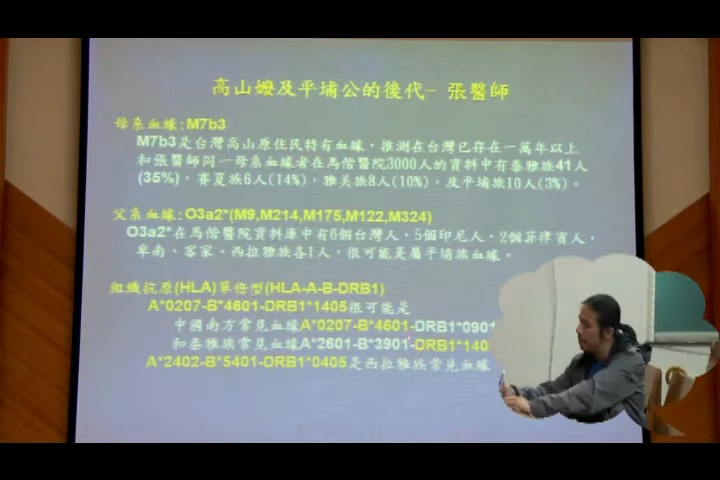 高山嬤及平埔公的後代- 張醫師
母系血緣:M7b3
M7b3是台灣高山原住民特有血緣,推測在台灣已存在一萬年以上
和張醫師同一母系血緣者在馬偕醫院3000人的資料中有泰雅族41人
(35%),賽夏族6人(14%),雅美族8人(10%),及平埔族10人(3%)。
父系血緣:O3a2*(M9,M214,M175,M122,M324)
O3a2*在馬偕醫院資料庫中有6個台灣人,5個印尼人,2個菲律賓人,
卑南、客家、西拉雅族各1人,很可能是屬平埔族血緣。
組織抗原(HLA)單倍型(HLA-A-B-DRB1)
A*0207-B*4601-DRB1*1405很可能是
中國南方常見血緣A*0207-B*4601-DRB1*0901
和泰雅族常見血緣A*2601-B*3901-DRB1*140
A*2402-B*5401-DRB1*0405是西拉雅族常見血緣